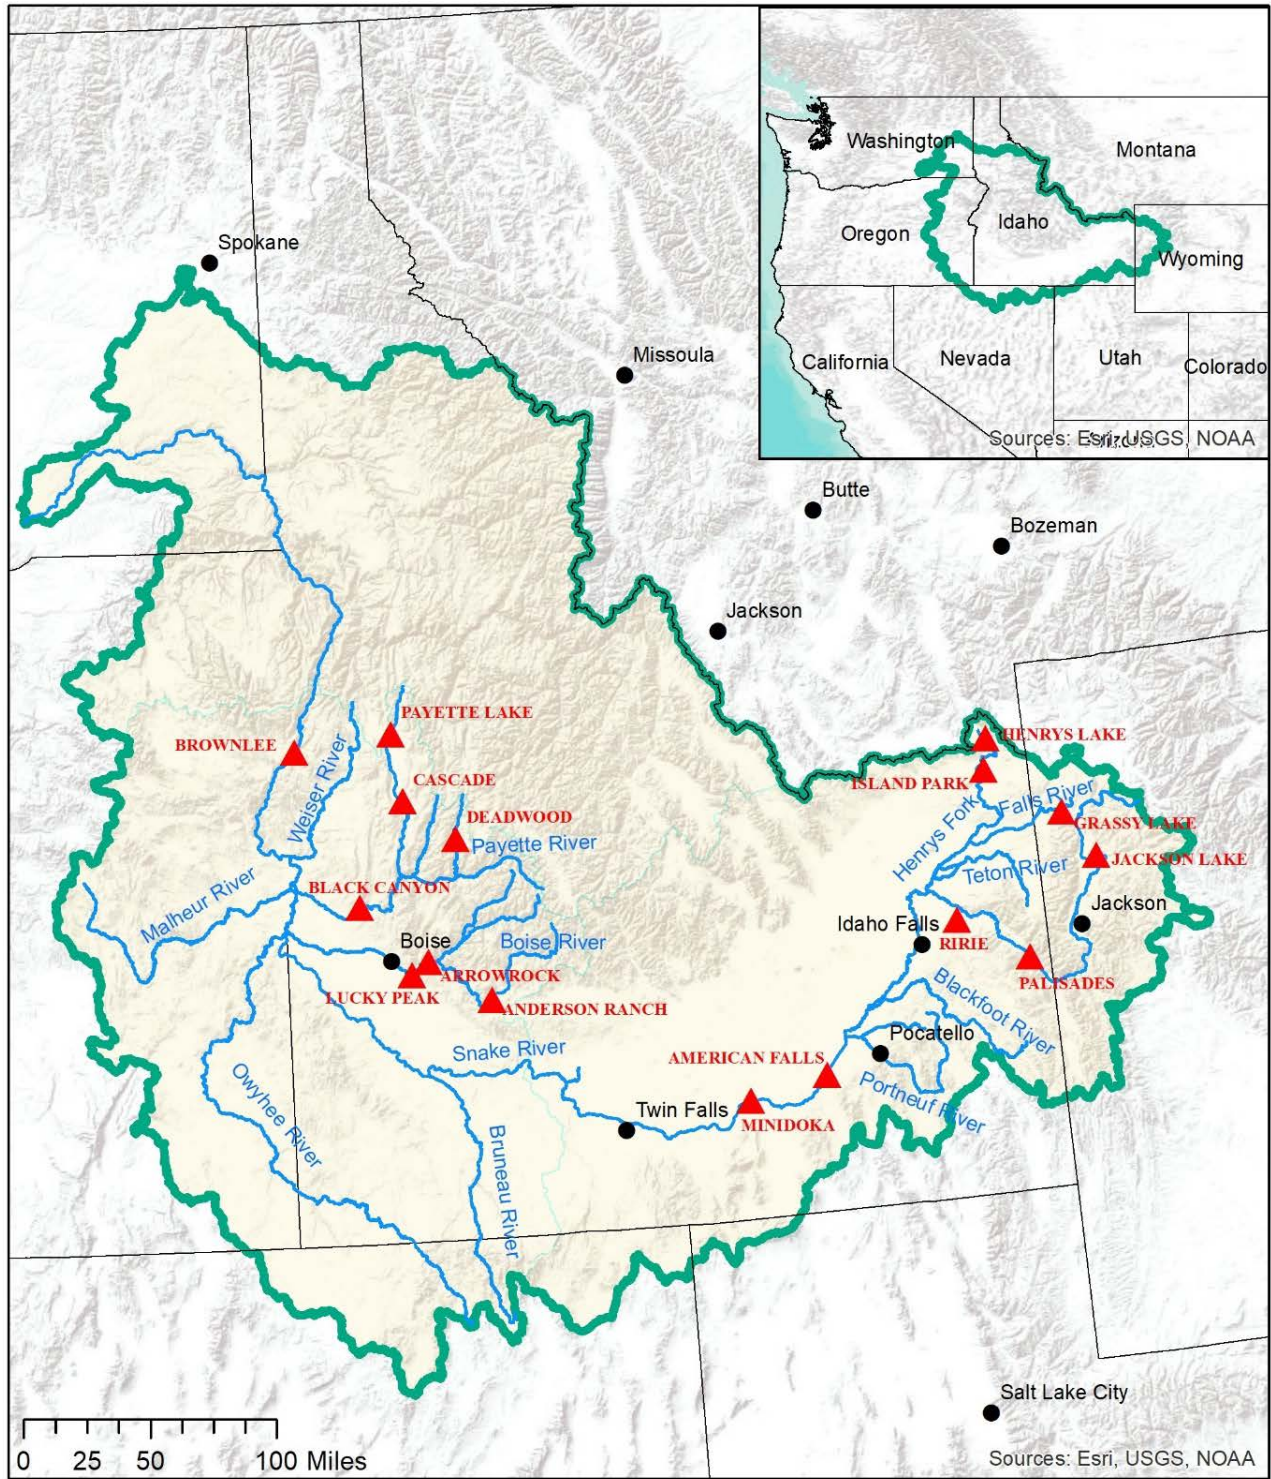 Washington
Montana
Oregon
Idaho
Wyoming
California
Nevada
Utah
Colorado
Sources: Esri, USGS, NOAA
Spokane
Missoula
Butte
Bozeman
Jackson
PAYETTE LAKE
BROWNLEE
Weiser River
CASCADE
DEADWOOD
Payette River
HENRYS LAKE
ISLAND PARK
Falls River
Henrys Fork
GRASSY LAKE
JACKSON LAKE
Teton River
BLACK CANYON
Malheur River
Boise
Boise River
ARROWROCK
LUCKY PEAK
ANDERSON RANCH
Idaho Falls
RIRIE
Jackson
PALISADES
Blackfoot River
Pocatello
AMERICAN FALLS
Portneuf River
Snake River
Owyhee River
Twin Falls
MINIDOKA
Bruneau River
Salt Lake City
0 25 50 100 Miles
Sources: Esri, USGS, NOAA